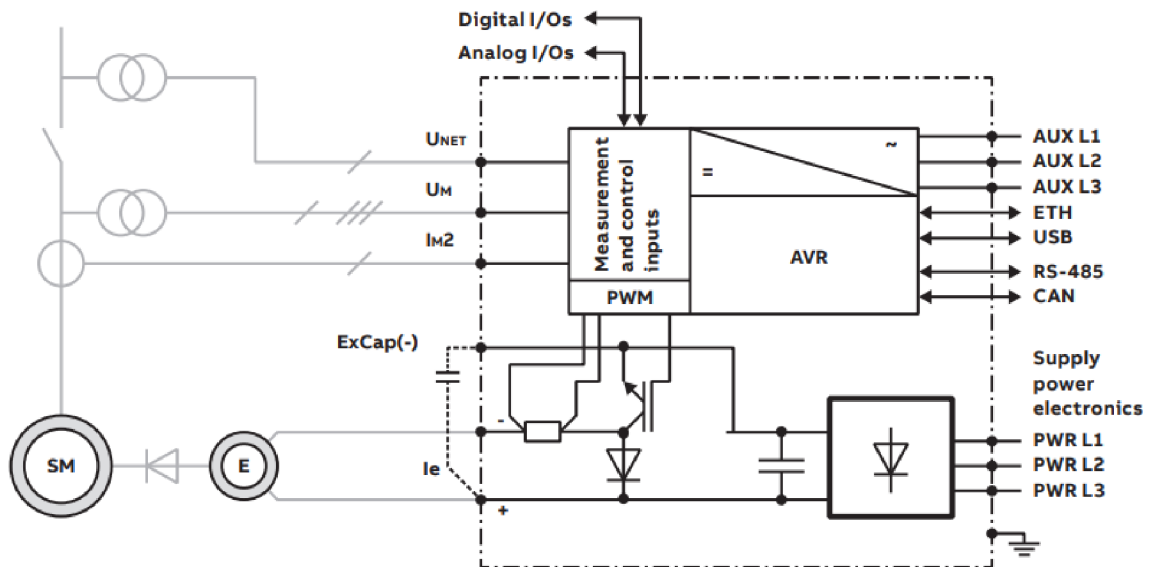 Digital I/Os
Analog I/Os
UNET
UM
IM2
Measurement
and control
inputs
PWM
=
~
AVR
AUX L1
AUX L2
AUX L3
ETH
USB
RS-485
CAN
ExCap(-)
-
Ie
+
SM
E
Supply
power
electronics
PWR L1
PWR L2
PWR L3